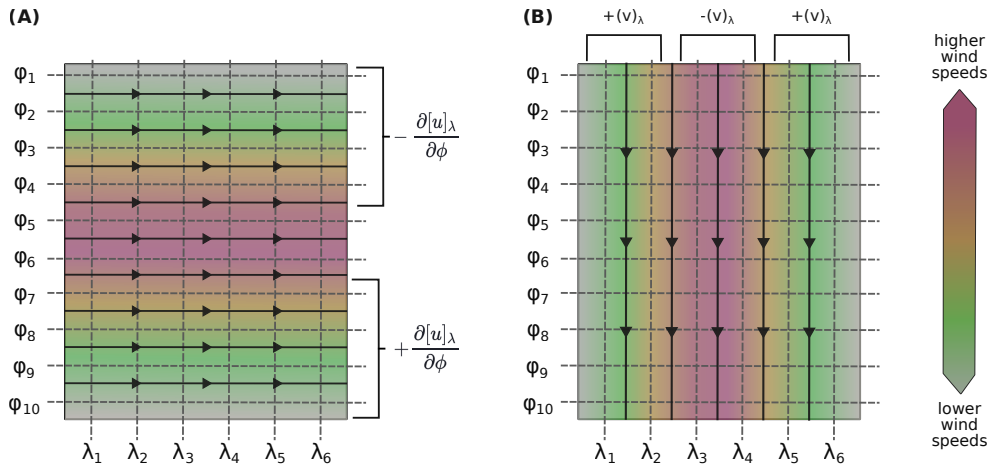 (A)
φ1
φ2
φ3
φ4
φ5
φ6
φ7
φ8
φ9
φ10
λ1 λ2 λ3 λ4 λ5 λ6
− ∂[u]λ / ∂ϕ
+ ∂[u]λ / ∂ϕ
(B)
+(v)λ -(v)λ +(v)λ
φ1
φ2
φ3
φ4
φ5
φ6
φ7
φ8
φ9
φ10
λ1 λ2 λ3 λ4 λ5 λ6
higher
wind
speeds
lower
wind
speeds